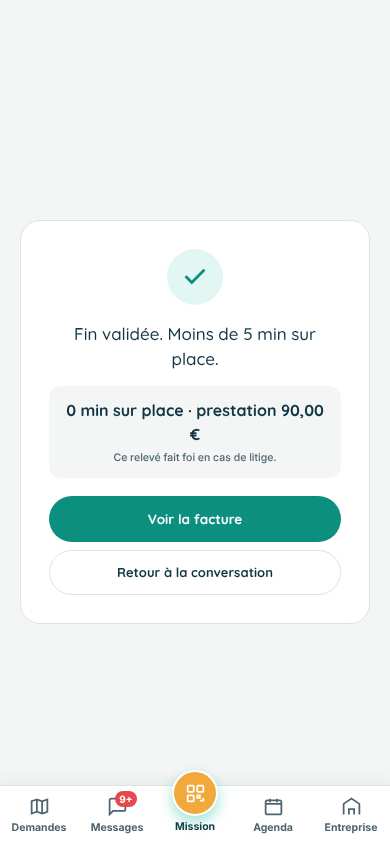 Fin validée. Moins de 5 min sur
place.
0 min sur place · prestation 90,00
€
Ce relevé fait foi en cas de litige.
Voir la facture
Retour à la conversation
9+
Demandes
Messages
Mission
Agenda
Entreprise